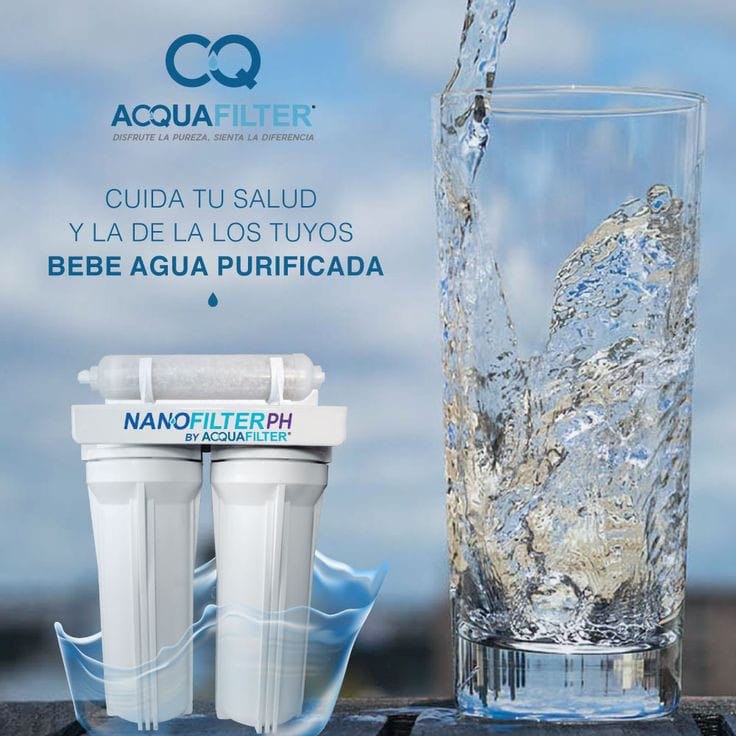 CQ
ACQUAFILTER®
DISFRUTE LA PUREZA, SIENTA LA DIFERENCIA
CUIDA TU SALUD
Y LA DE LA LOS TUYOS
BEBE AGUA PURIFICADA
NANOFILTERPH
BY ACQUAFILTER®